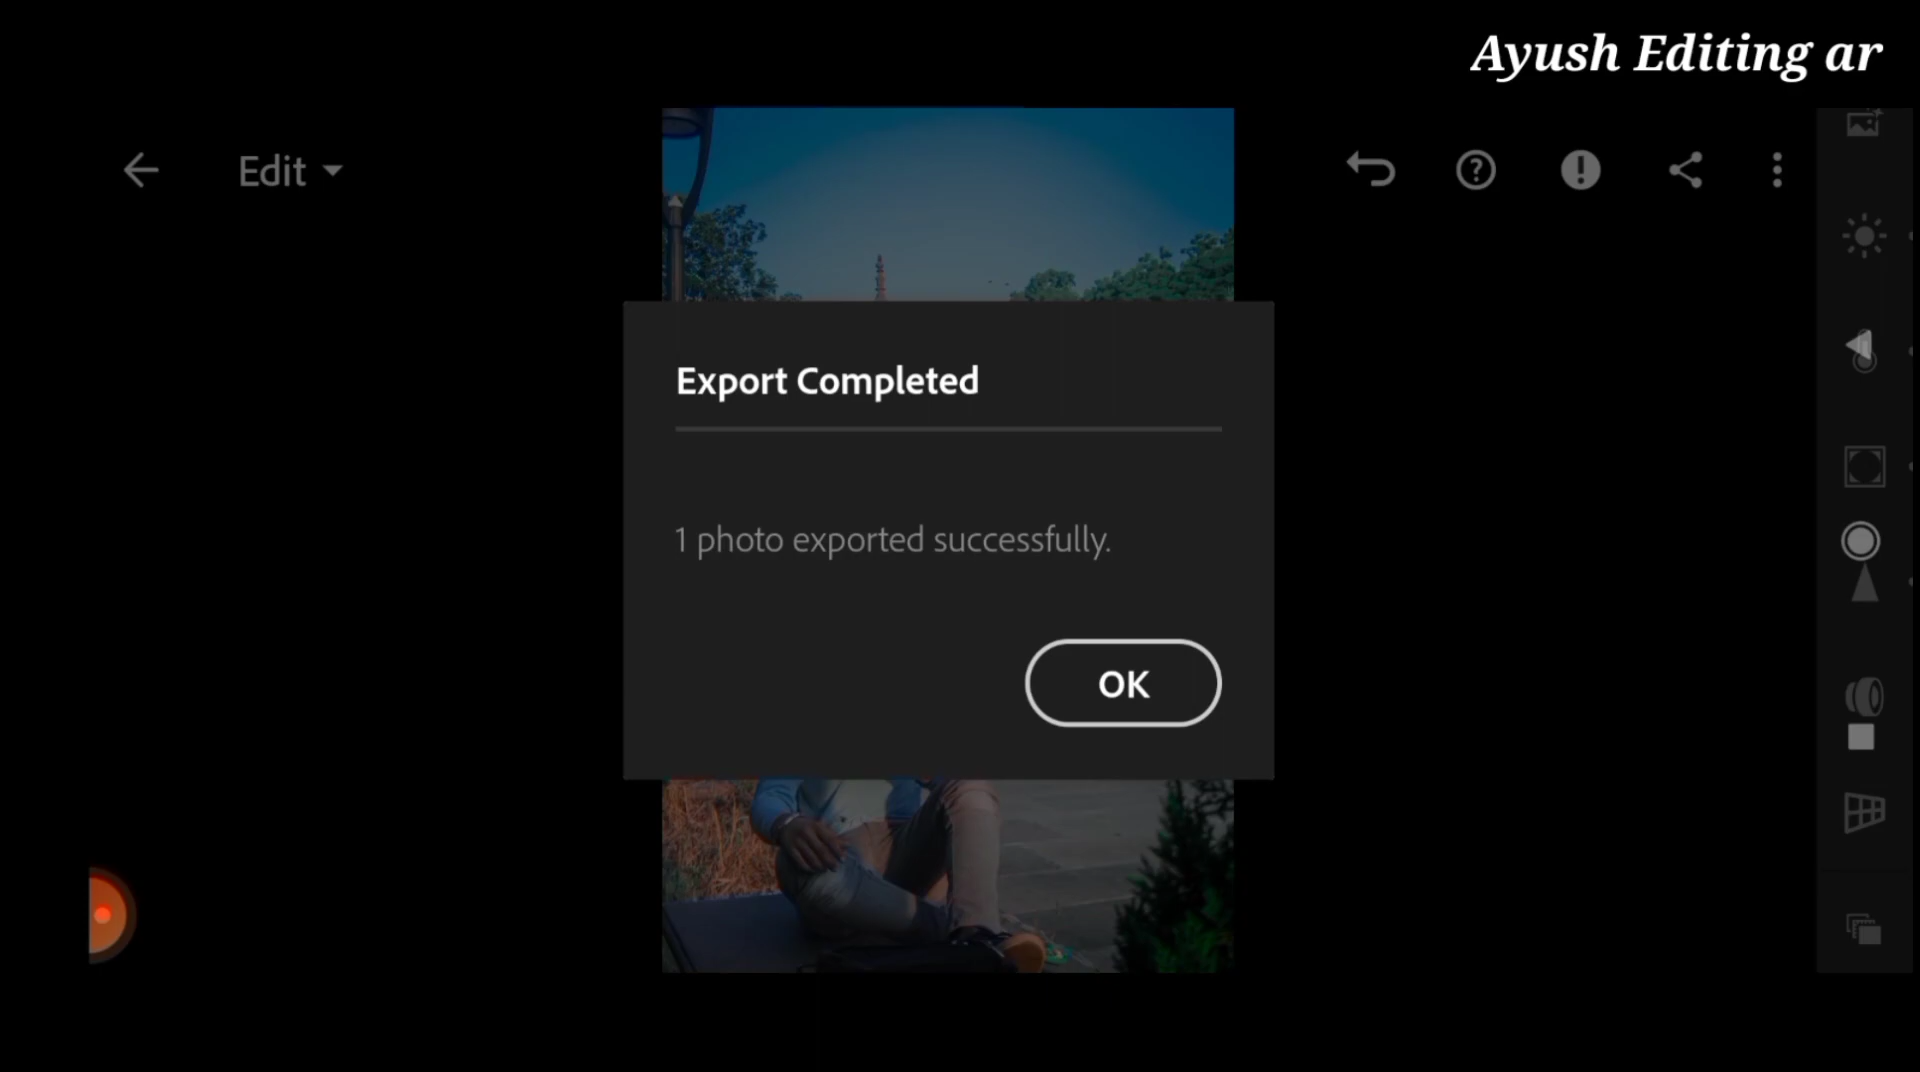 Ayush Editing ar
Edit
Export Completed
1 photo exported successfully.
OK